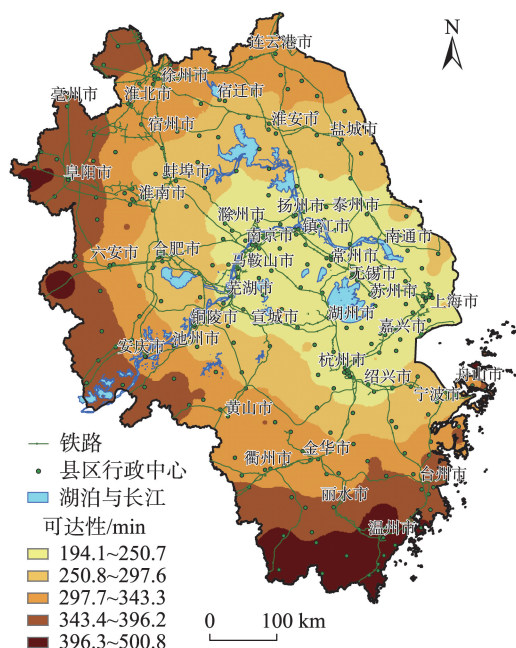 N
连云港市
徐州市
亳州市
淮北市
宿迁市
宿州市
淮安市
盐城市
蚌埠市
阜阳市
淮南市
扬州市
泰州市
滁州市
镇江市
南京市
南通市
六安市
合肥市
马鞍山市
常州市
无锡市
芜湖市
苏州市
上海市
铜陵市
宣城市
湖州市
嘉兴市
池州市
安庆市
杭州市
绍兴市
舟山市
宁波市
黄山市
金华市
衢州市
台州市
丽水市
温州市
铁路
县区行政中心
湖泊与长江
可达性/min
194.1~250.7
250.8~297.6
297.7~343.3
343.4~396.2
396.3~500.8
0 100 km